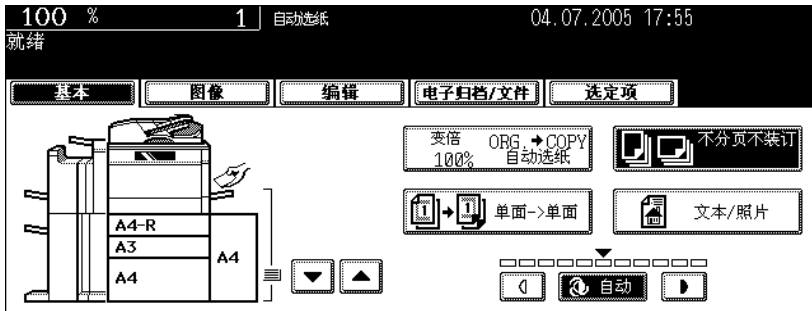 100 % 1 自动选纸 04.07.2005 17:55
就绪
基本 图像 编辑 电子归档/文件 选定项
变倍 ORG.➔COPY
100% 自动选纸
不分页不装订
1➔1 单面->单面
文本/照片
A4-R
A3
A4
A4
自动